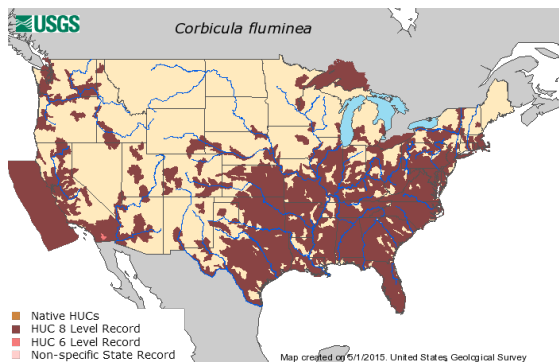 USGS
Corbicula fluminea
Native HUCs
HUC 8 Level Record
HUC 6 Level Record
Non-specific State Record
Map created on 5/1/2015. United States Geological Survey